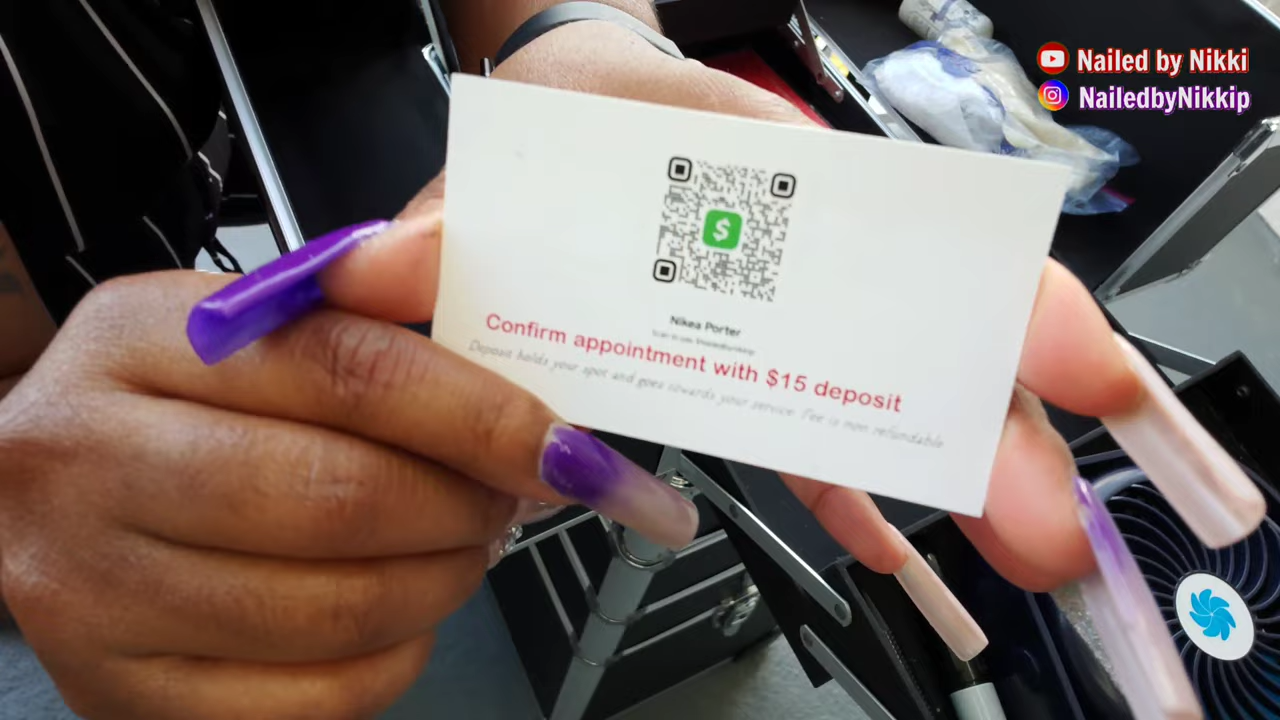 Nailed by Nikki
NailedbyNikkip
$
Nikea Porter
Confirm appointment with $15 deposit
Deposit holds your spot and goes towards your service. Fee is non refundable